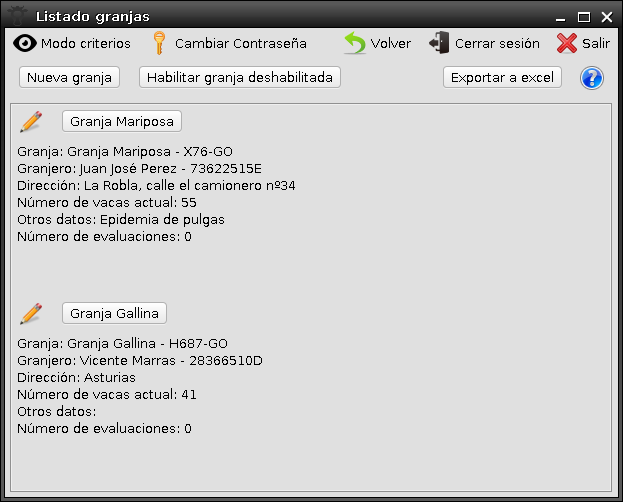 Listado granjas
Modo criterios Cambiar Contraseña Volver Cerrar sesión Salir
Nueva granja Habilitar granja deshabilitada Exportar a excel ?
Granja Mariposa
Granja: Granja Mariposa - X76-GO
Granjero: Juan José Perez - 73622515E
Dirección: La Robla, calle el camionero nº34
Número de vacas actual: 55
Otros datos: Epidemia de pulgas
Número de evaluaciones: 0
Granja Gallina
Granja: Granja Gallina - H687-GO
Granjero: Vicente Marras - 28366510D
Dirección: Asturias
Número de vacas actual: 41
Otros datos:
Número de evaluaciones: 0